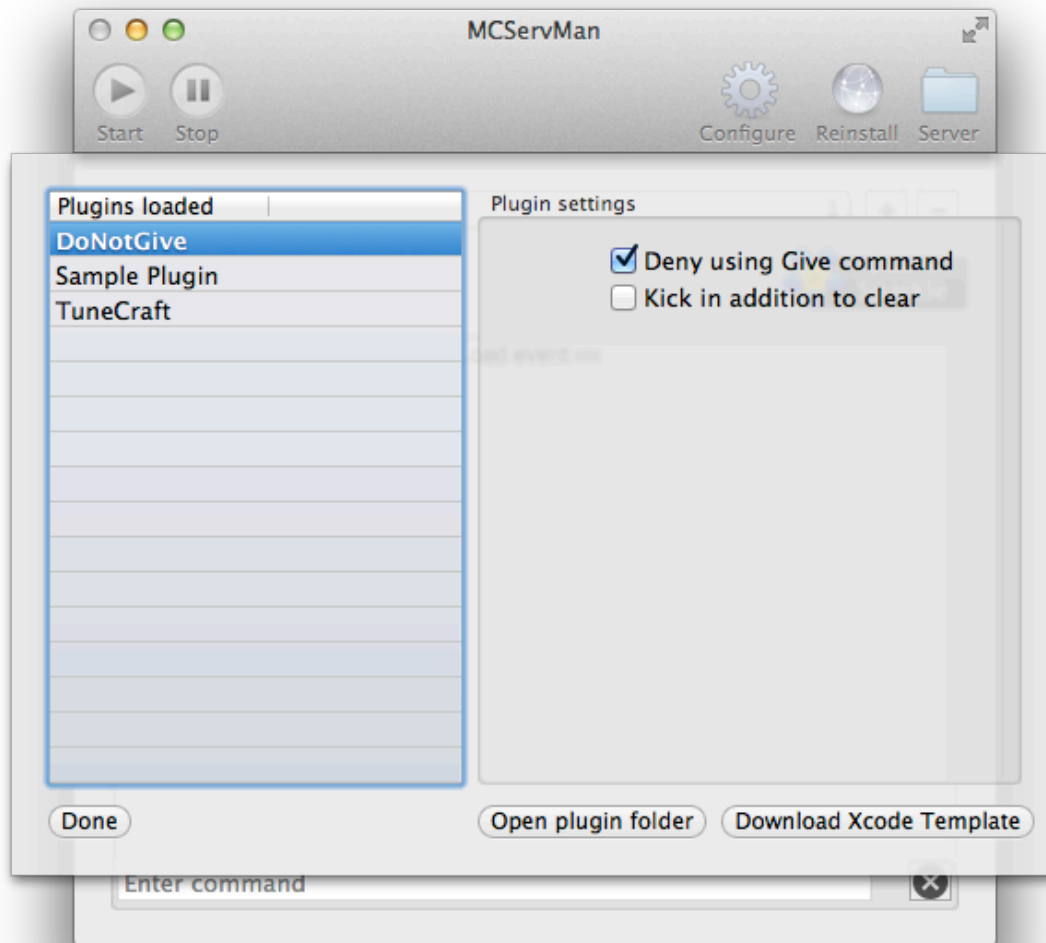 MCServMan
Start Stop Configure Reinstall Server
Plugins loaded
DoNotGive
Sample Plugin
TuneCraft
Plugin settings
Deny using Give command
Kick in addition to clear
Done Open plugin folder Download Xcode Template
Enter command